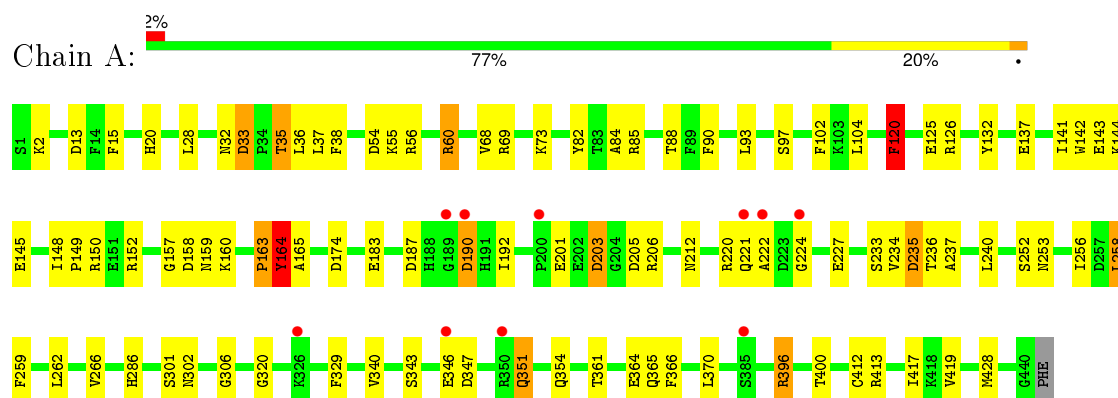 2%
Chain A:
77% 20% •
S1 K2 D13 F14 F15 H20 L28 N32 D33 P34 T35 L36 L37 F38 D54 K55 R56 R60 V68 R69 K73 Y82 T83 A84 R85 T88 F89 F90 L93 S97 F102 K103 L104 F120 E125 R126 Y132 E137 I141 W142 E143 K144
E145 I148 P149 R150 E151 R152 G157 D158 N159 K160 P163 Y164 A165 D174 E183 D187 H188 G189 D190 H191 I192 P200 E201 E202 D203 G204 D205 R206 N212 R220 Q221 A222 D223 G224 E227 S233 V234 D235 T236 A237 L240 S252 N253 I256 D257 L258
F259 L262 V266 H286 S301 N302 G306 G320 K326 F329 V340 S343 E346 D347 R350 Q351 Q354 T361 E364 Q365 F366 L370 S385 R396 T400 C412 R413 I417 K418 V419 M428 G440 PHE